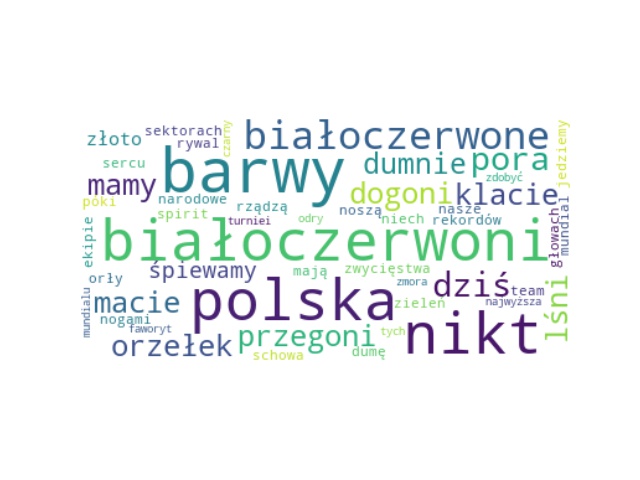 złoto sektorach czarny białoczerwone jedziemy
rywal
sercu barwy dumnie pora
zdobyć
mamy dogoni klacie
póki narodowe
spirit rządzą noszą nasze
turniei odry niech rekordów głowach mundial
ekipie białoczerwoni
śpiewamy mają zwycięstwa
orły zmora dziś team
mundialu macie polska zieleń najwyższa lśni
nogami
faworyt przegoni tych nikt
orzełek schowa dumę